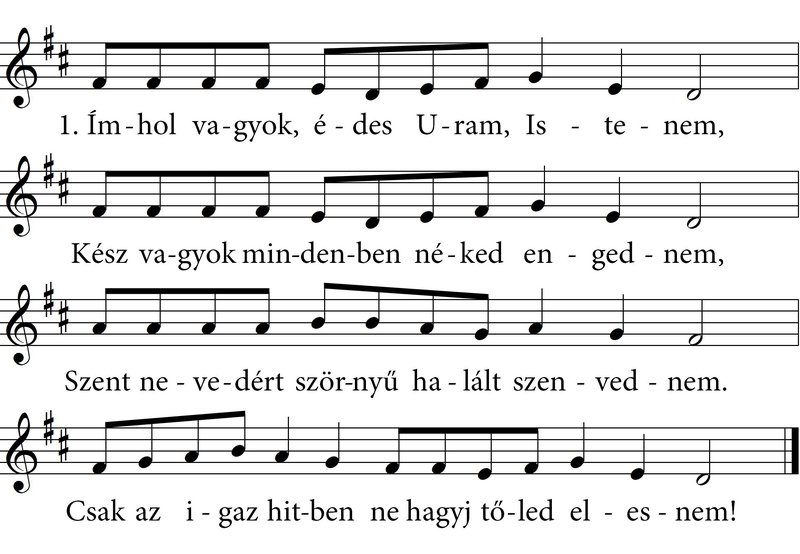 1. Ím - hol va - gyok, é - des U - ram, Is - te - nem,
Kész va - gyok min - den - ben né - ked en - ged - nem,
Szent ne - ve - dért ször - nyű ha - lált szen - ved - nem.
Csak az i - gaz hit - ben ne hagyj tő - led el - es - nem!